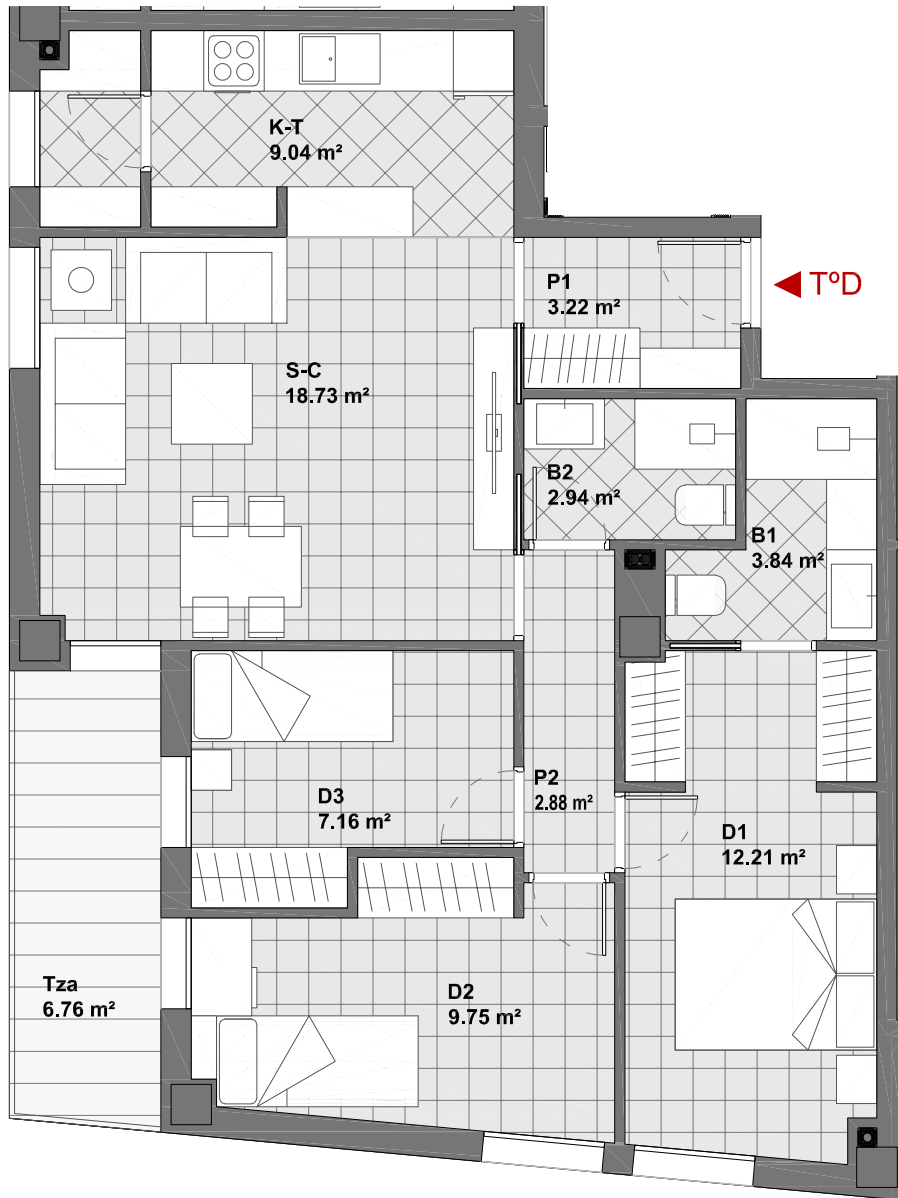 K-T
9.04 m²
P1
3.22 m²
TºD
S-C
18.73 m²
B2
2.94 m²
B1
3.84 m²
P2
2.88 m²
D3
7.16 m²
D1
12.21 m²
Tza
6.76 m²
D2
9.75 m²